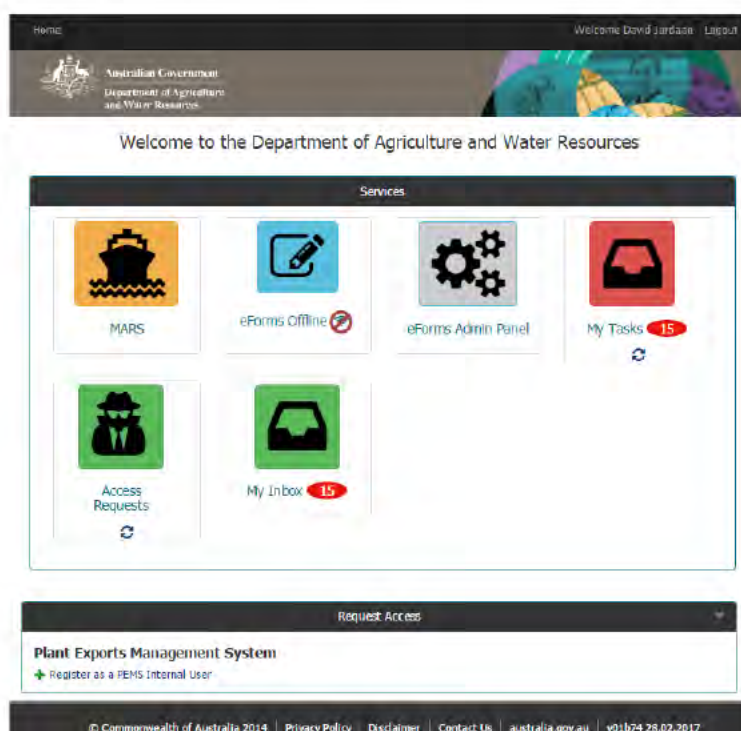 Home
Welcome David Jardaan Logout
Australian Government
Department of Agriculture
and Water Resources
Welcome to the Department of Agriculture and Water Resources
Services
MARS
eForms Offline
eForms Admin Panel
My Tasks 15
Access
Requests
My Inbox 15
Request Access
Plant Exports Management System
Register as a PEMS Internal User
© Commonwealth of Australia 2014 | Privacy Policy | Disclaimer | Contact Us | australia.gov.au | v01b74 28.02.2017